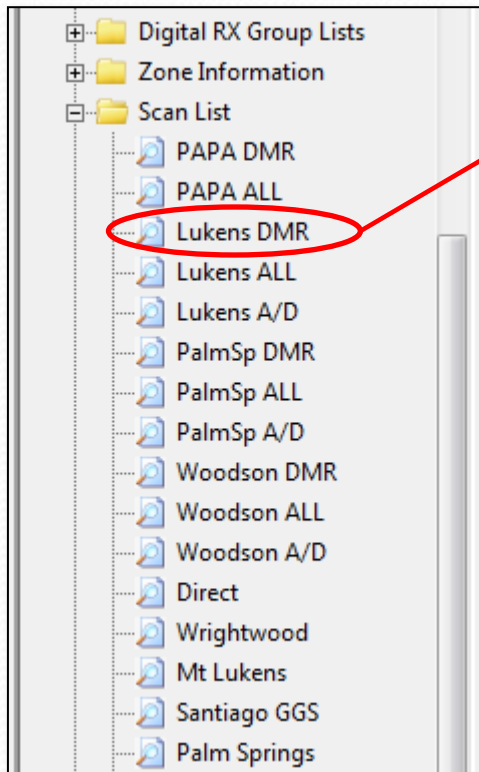 Digital RX Group Lists
Zone Information
Scan List
PAPA DMR
PAPA ALL
Lukens DMR
Lukens ALL
Lukens A/D
PalmSp DMR
PalmSp ALL
PalmSp A/D
Woodson DMR
Woodson ALL
Woodson A/D
Direct
Wrightwood
Mt Lukens
Santiago GGS
Palm Springs